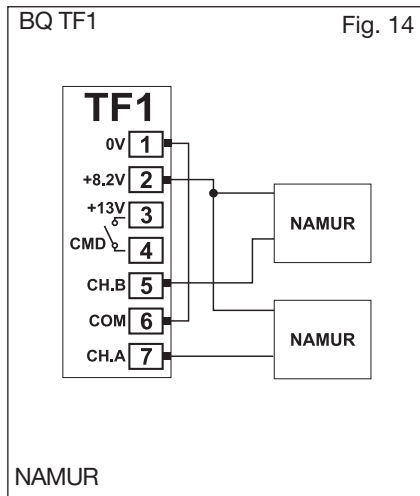 BQ TF1 Fig. 14
TF1
0V 1
+8.2V 2
+13V 3
CMD 4
CH.B 5
COM 6
CH.A 7
NAMUR
NAMUR
NAMUR